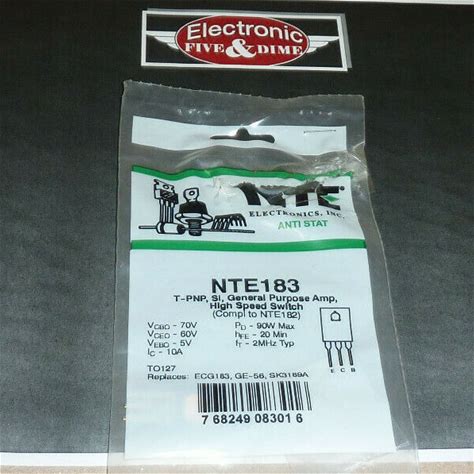 Electronic
FIVE & DIME
NTE®
ELECTRONICS, INC.
ANTI STAT
NTE183
T-PNP, Si, General Purpose Amp,
High Speed Switch
(Compl to NTE182)
VCBO - 70V PD - 90W Max
VCEO - 60V hFE - 20 Min
VEBO - 5V fT - 2MHz Typ
IC - 10A
E C B
TO127
Replaces: ECG183, GE-56, SK3189A
7 68249 08301 6